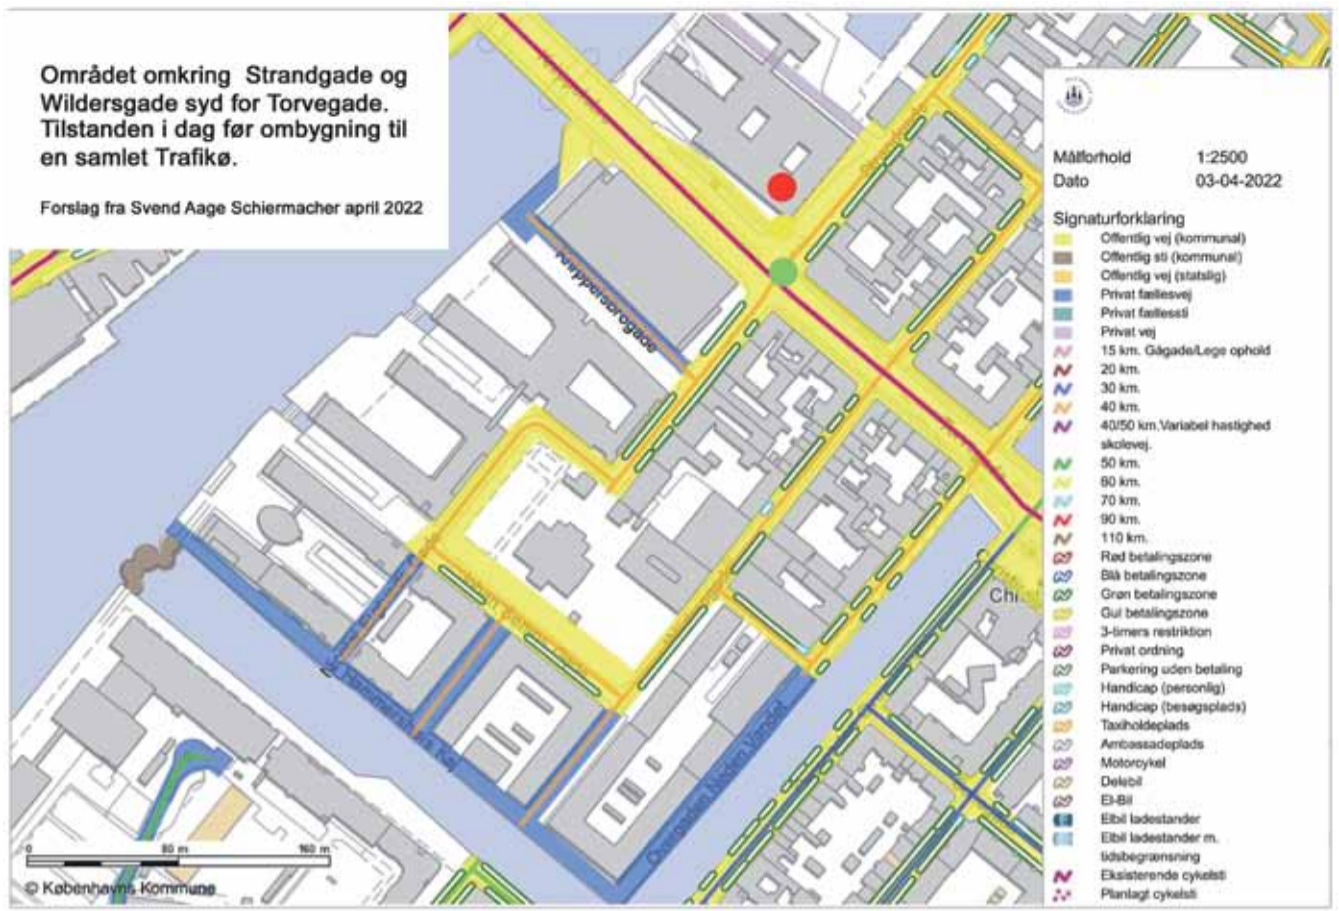 Området omkring Strandgade og
Wildersgade syd for Torvegade.
Tilstanden i dag før ombygning til
en samlet Trafikø.
Forslag fra Svend Aage Schiermacher april 2022
Knippelsbrogade
Overgaden Neden Vandet
0 80 m 160 m
© Københavns Kommune
Målforhold 1:2500
Dato 03-04-2022
Signaturforklaring
Offentlig vej (kommunal)
Offentlig sti (kommunal)
Offentlig vej (statslig)
Privat fællesvej
Privat fællessti
Privat vej
15 km. Gågade/Lege ophold
20 km.
30 km.
40 km.
40/50 km.Variabel hastighed
skolevej.
50 km.
60 km.
70 km.
90 km.
110 km.
Rød betalingszone
Blå betalingszone
Grøn betalingszone
Gul betalingszone
3-timers restriktion
Privat ordning
Parkering uden betaling
Handicap (personlig)
Handicap (besøgsplads)
Taxiholdeplads
Ambassadeplads
Motorcykel
Delebil
El-Bil
Elbil ladestander
Elbil ladestander m.
tidsbegrænsning
Eksisterende cykelsti
Planlagt cykelsti